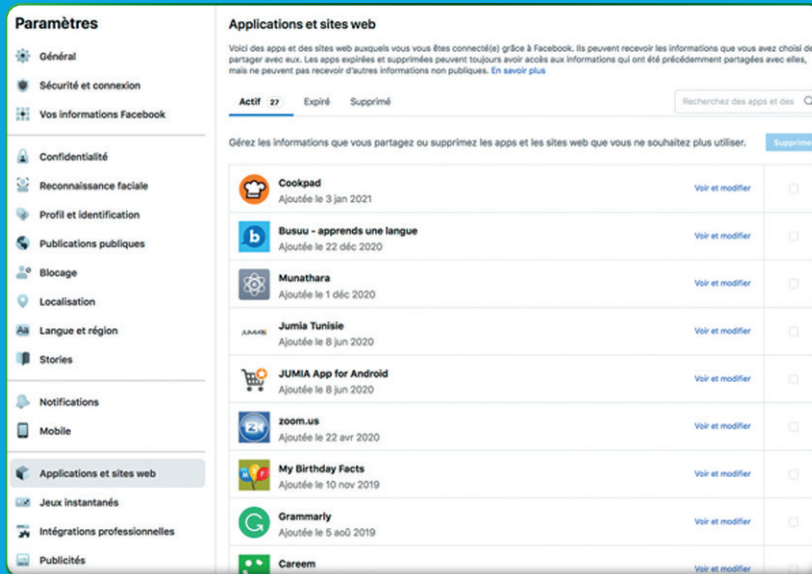 Paramètres
Général
Sécurité et connexion
Vos informations Facebook
Confidentialité
Reconnaissance faciale
Profil et identification
Publications publiques
Blocage
Localisation
Aa
Langue et région
Stories
Notifications
Mobile
Applications et sites web
Jeux instantanés
Intégrations professionnelles
Publicités
Applications et sites web
Voici des apps et des sites web auxquels vous vous êtes connecté(e) grâce à Facebook. Ils peuvent recevoir les informations que vous avez choisi de
partager avec eux. Les apps expirées et supprimées peuvent toujours avoir accès aux informations qui ont été précédemment partagées avec elles,
mais ne peuvent pas recevoir d'autres informations non publiques. En savoir plus
Actif 27 Expiré Supprimé
Recherchez des apps et des
Gérez les informations que vous partagez ou supprimez les apps et les sites web que vous ne souhaitez plus utiliser.
Supprime
Cookpad
Ajoutée le 3 jan 2021
Voir et modifier
b
Busuu - apprends une langue
Ajoutée le 22 déc 2020
Voir et modifier
Munathara
Ajoutée le 1 déc 2020
Voir et modifier
JUMIA
Jumia Tunisie
Ajoutée le 8 jun 2020
Voir et modifier
JUMIA App for Android
Ajoutée le 8 jun 2020
Voir et modifier
Z
zoom.us
Ajoutée le 22 avr 2020
Voir et modifier
My Birthday Facts
Ajoutée le 10 nov 2019
Voir et modifier
G
Grammarly
Ajoutée le 5 aoû 2019
Voir et modifier
Careem
Voir et modifier